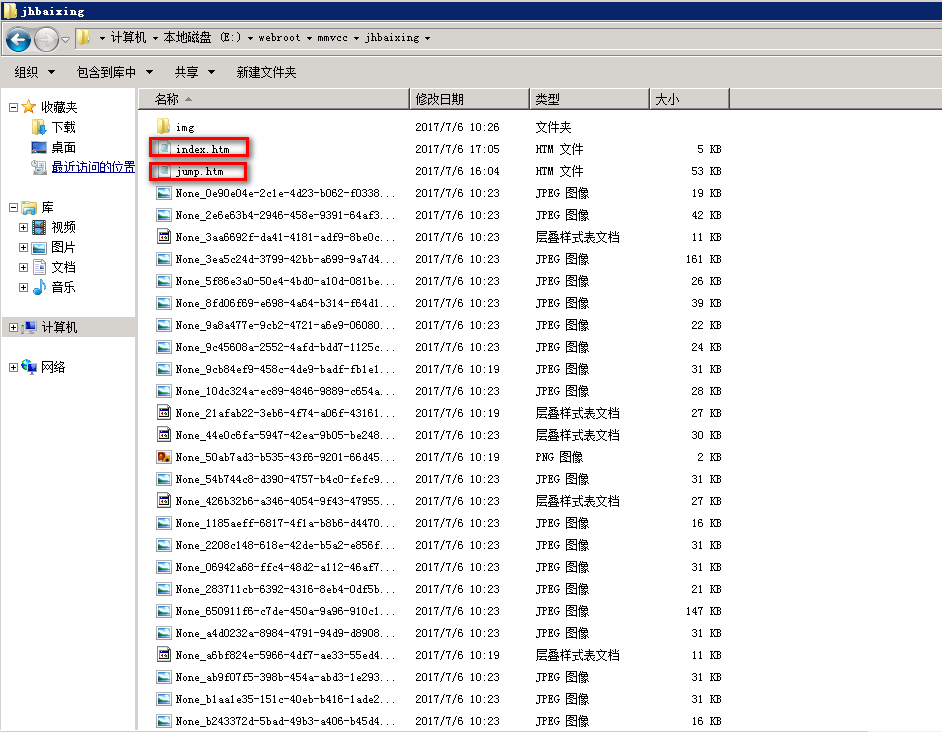 jhbaixing
计算机 本地磁盘 (E:) webroot mmvcc jhbaixing
组织 包含到库中 共享 新建文件夹
收藏夹
下载
桌面
最近访问的位置
库
视频
图片
文档
音乐
计算机
网络
名称 修改日期 类型 大小
img 2017/7/6 10:26 文件夹
index.htm 2017/7/6 17:05 HTM 文件 5 KB
jump.htm 2017/7/6 16:04 HTM 文件 53 KB
None_0e90e04e-2c1e-4d23-b062-f0338... 2017/7/6 10:23 JPEG 图像 19 KB
None_2e6e63b4-2946-458e-9391-64af3... 2017/7/6 10:23 JPEG 图像 42 KB
None_3aa6692f-da41-4181-adf9-8be0c... 2017/7/6 10:23 层叠样式表文档 11 KB
None_3ea5c24d-3799-42bb-a699-9a7d4... 2017/7/6 10:23 JPEG 图像 161 KB
None_5f86e3a0-50e4-4bd0-a10d-081be... 2017/7/6 10:23 JPEG 图像 26 KB
None_8fd06f69-e698-4a64-b314-f64d1... 2017/7/6 10:23 JPEG 图像 39 KB
None_9a8a477e-9cb2-4721-a6e9-06080... 2017/7/6 10:23 JPEG 图像 22 KB
None_9c45608a-2552-4afd-bdd7-1125c... 2017/7/6 10:23 JPEG 图像 24 KB
None_9cb84ef9-458c-4de9-badf-fb1e1... 2017/7/6 10:19 JPEG 图像 31 KB
None_10dc324a-ec89-4846-9889-c654a... 2017/7/6 10:23 JPEG 图像 28 KB
None_21afab22-3eb6-4f74-a06f-43161... 2017/7/6 10:19 层叠样式表文档 27 KB
None_44e0c6fa-5947-42ea-9b05-be248... 2017/7/6 10:23 层叠样式表文档 30 KB
None_50ab7ad3-b535-43f6-9201-66d45... 2017/7/6 10:19 PNG 图像 2 KB
None_54b744e8-d390-4757-b4c0-fefc9... 2017/7/6 10:23 JPEG 图像 31 KB
None_426b32b6-a346-4054-9f43-47955... 2017/7/6 10:19 层叠样式表文档 27 KB
None_1185aeff-6817-4f1a-b8b6-d4470... 2017/7/6 10:23 JPEG 图像 16 KB
None_2208c148-618e-42de-b5a2-e856f... 2017/7/6 10:23 JPEG 图像 31 KB
None_06942a68-ffc4-48d2-a112-46af7... 2017/7/6 10:23 JPEG 图像 31 KB
None_283711cb-6392-4316-8eb4-0df5b... 2017/7/6 10:23 JPEG 图像 21 KB
None_650911f6-c7de-450a-9a96-910c1... 2017/7/6 10:23 JPEG 图像 147 KB
None_a4d0232a-8984-4791-94d9-d8908... 2017/7/6 10:23 JPEG 图像 31 KB
None_a6bf824e-5966-4df7-ae33-55ed4... 2017/7/6 10:19 层叠样式表文档 11 KB
None_ab9f07f5-398b-454a-abd3-1e293... 2017/7/6 10:23 JPEG 图像 31 KB
None_b1aa1e35-151c-40eb-b416-1ade2... 2017/7/6 10:23 JPEG 图像 31 KB
None_b243372d-5bad-49b3-a406-b45d4... 2017/7/6 10:23 JPEG 图像 16 KB